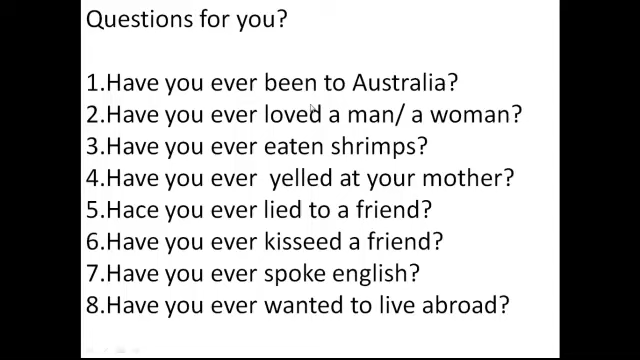 Questions for you?
1.Have you ever been to Australia?
2.Have you ever loved a man/ a woman?
3.Have you ever eaten shrimps?
4.Have you ever  yelled at your mother?
5.Hace you ever lied to a friend?
6.Have you ever kisseed a friend?
7.Have you ever spoke english?
8.Have you ever wanted to live abroad?